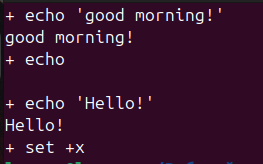 + echo 'good morning!'
good morning!
+ echo

+ echo 'Hello!'
Hello!
+ set +x